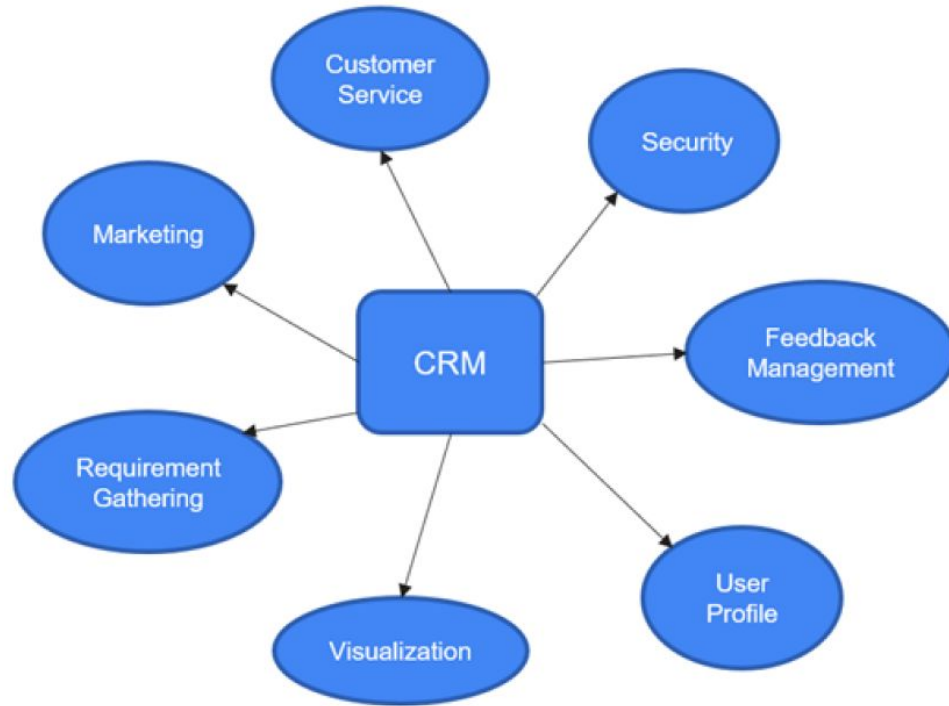 Customer
Service
Security
Marketing
Feedback
Management
CRM
Requirement
Gathering
User
Profile
Visualization